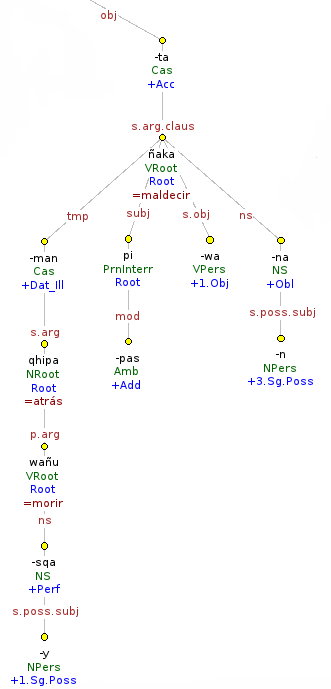 obj
-ta
Cas
+Acc
s.arg.claus
ñaka
VRoot
Root
=maldecir
tmp
subj
s.obj
ns
-man
Cas
+Dat_Ill
pi
PrnInterr
Root
-wa
VPers
+1.Obj
-na
NS
+Obl
s.arg
mod
s.poss.subj
qhipa
NRoot
Root
=atrás
-pas
Amb
+Add
-n
NPers
+3.Sg.Poss
p.arg
wañu
VRoot
Root
=morir
ns
-sqa
NS
+Perf
s.poss.subj
-y
NPers
+1.Sg.Poss